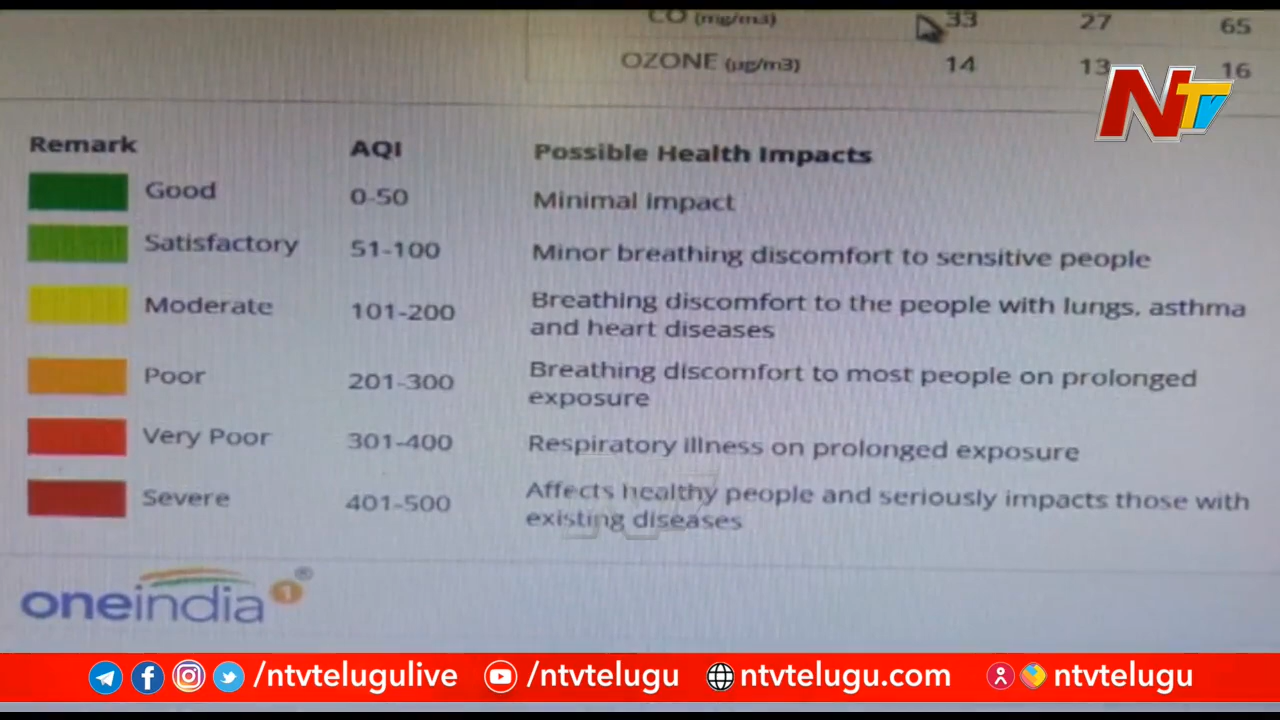 CO (mg/m3) 33 27 65
OZONE (µg/m3) 14 13 16
NTV
Remark AQI Possible Health Impacts
Good 0-50 Minimal impact
Satisfactory 51-100 Minor breathing discomfort to sensitive people
Moderate 101-200 Breathing discomfort to the people with lungs, asthma
and heart diseases
Poor 201-300 Breathing discomfort to most people on prolonged
exposure
Very Poor 301-400 Respiratory illness on prolonged exposure
Severe 401-500 Affects healthy people and seriously impacts those with
existing diseases
oneindia 1 ®
/ntvtelugulive /ntvtelugu ntvtelugu.com ntvtelugu